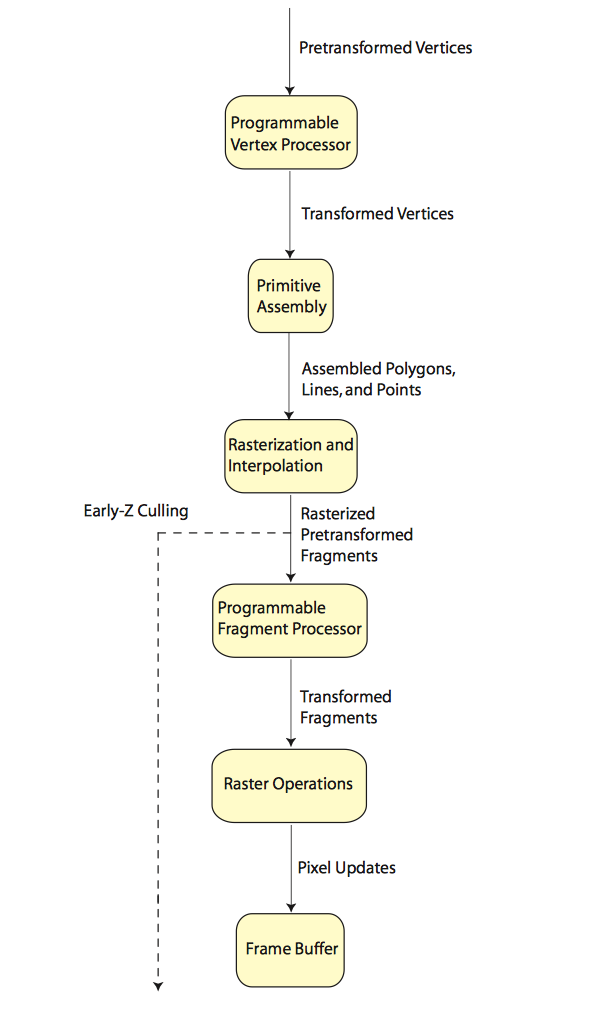 Pretransformed Vertices
Programmable
Vertex Processor
Transformed Vertices
Primitive
Assembly
Assembled Polygons,
Lines, and Points
Rasterization and
Interpolation
Early-Z Culling
Rasterized
Pretransformed
Fragments
Programmable
Fragment Processor
Transformed
Fragments
Raster Operations
Pixel Updates
Frame Buffer